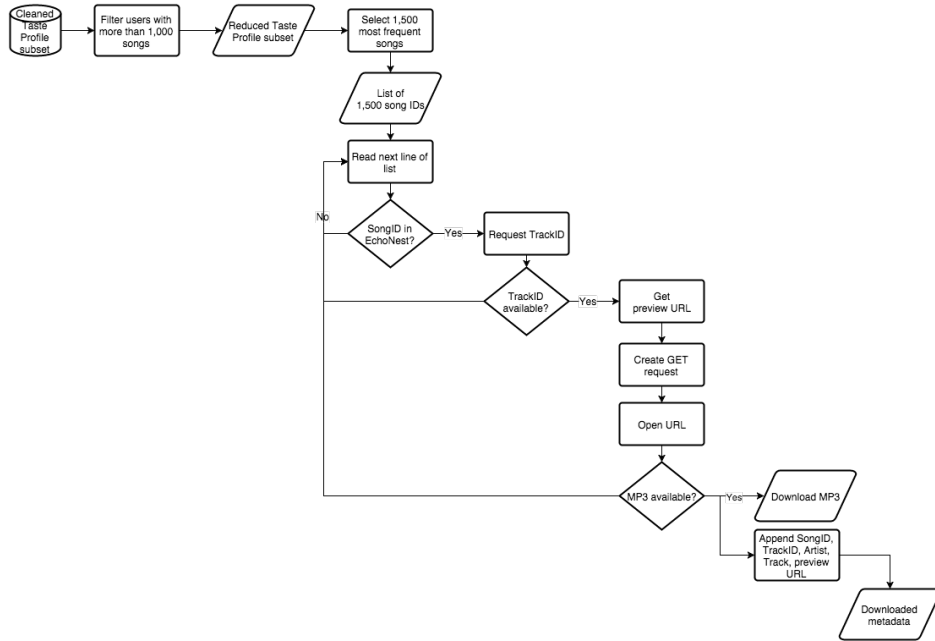 Cleaned
Taste
Profile
subset
Filter users with
more than 1,000
songs
Reduced Taste
Profile subset
Select 1,500
most frequent
songs
List of
1,500 song IDs
Read next line of
list
No
SongID in
EchoNest?
Yes
Request TrackID
TrackID
available?
Yes
Get
preview URL
Create GET
request
Open URL
MP3 available?
Yes
Download MP3
Append SongID,
TrackID, Artist,
Track, preview
URL
Downloaded
metadata